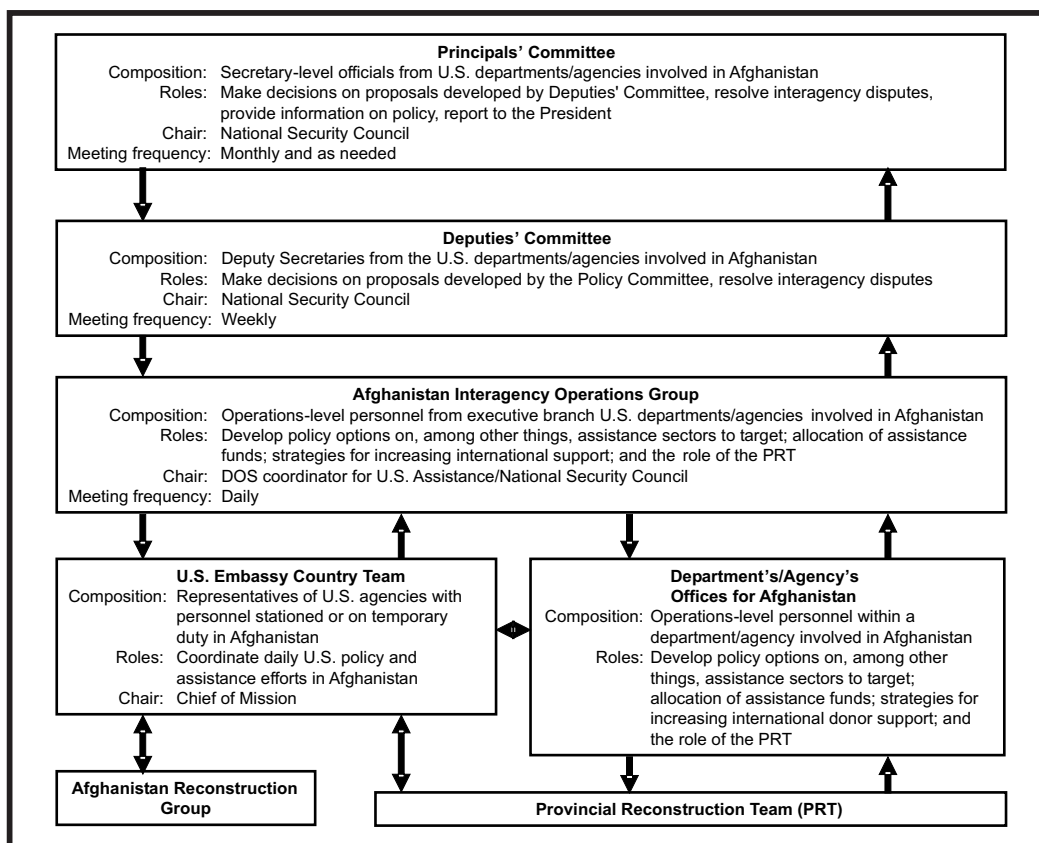 Principals’ Committee
Composition: Secretary-level officials from U.S. departments/agencies involved in Afghanistan
Roles: Make decisions on proposals developed by Deputies' Committee, resolve interagency disputes,
provide information on policy, report to the President
Chair: National Security Council
Meeting frequency: Monthly and as needed
Deputies’ Committee
Composition: Deputy Secretaries from the U.S. departments/agencies involved in Afghanistan
Roles: Make decisions on proposals developed by the Policy Committee, resolve interagency disputes
Chair: National Security Council
Meeting frequency: Weekly
Afghanistan Interagency Operations Group
Composition: Operations-level personnel from executive branch U.S. departments/agencies involved in Afghanistan
Roles: Develop policy options on, among other things, assistance sectors to target; allocation of assistance
funds; strategies for increasing international support; and the role of the PRT
Chair: DOS coordinator for U.S. Assistance/National Security Council
Meeting frequency: Daily
U.S. Embassy Country Team
Composition: Representatives of U.S. agencies with
personnel stationed or on temporary
duty in Afghanistan
Roles: Coordinate daily U.S. policy and
assistance efforts in Afghanistan
Chair: Chief of Mission
Department’s/Agency’s
Offices for Afghanistan
Composition: Operations-level personnel within a
department/agency involved in Afghanistan
Roles: Develop policy options on, among other
things, assistance sectors to target;
allocation of assistance funds; strategies for
increasing international donor support; and
the role of the PRT
Afghanistan Reconstruction
Group
Provincial Reconstruction Team (PRT)